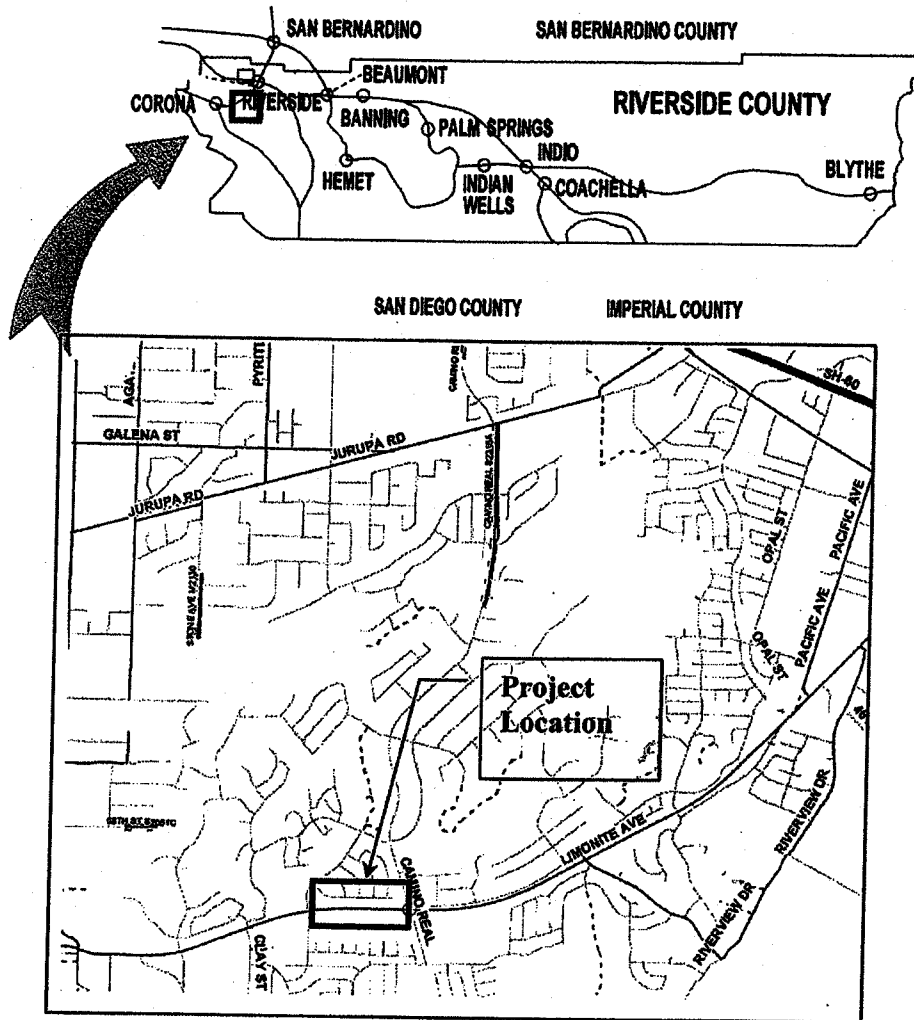 SAN BERNARDINO
SAN BERNARDINO COUNTY
BEAUMONT
CORONA
RIVERSIDE
RIVERSIDE COUNTY
BANNING
PALM SPRINGS
INDIO
BLYTHE
HEMET
INDIAN
WELLS
COACHELLA
SAN DIEGO COUNTY
IMPERIAL COUNTY
AGA
PYRITE
SH-60
GALENA ST
JURUPA RD
JURUPA RD
OPAL ST
PACIFIC AVE
PACIFIC AVE
OPAL ST
Project
Location
LIMONITE AVE
RIVERVIEW DR
CAMINO REAL
RIVERVIEW DR
CLAY ST